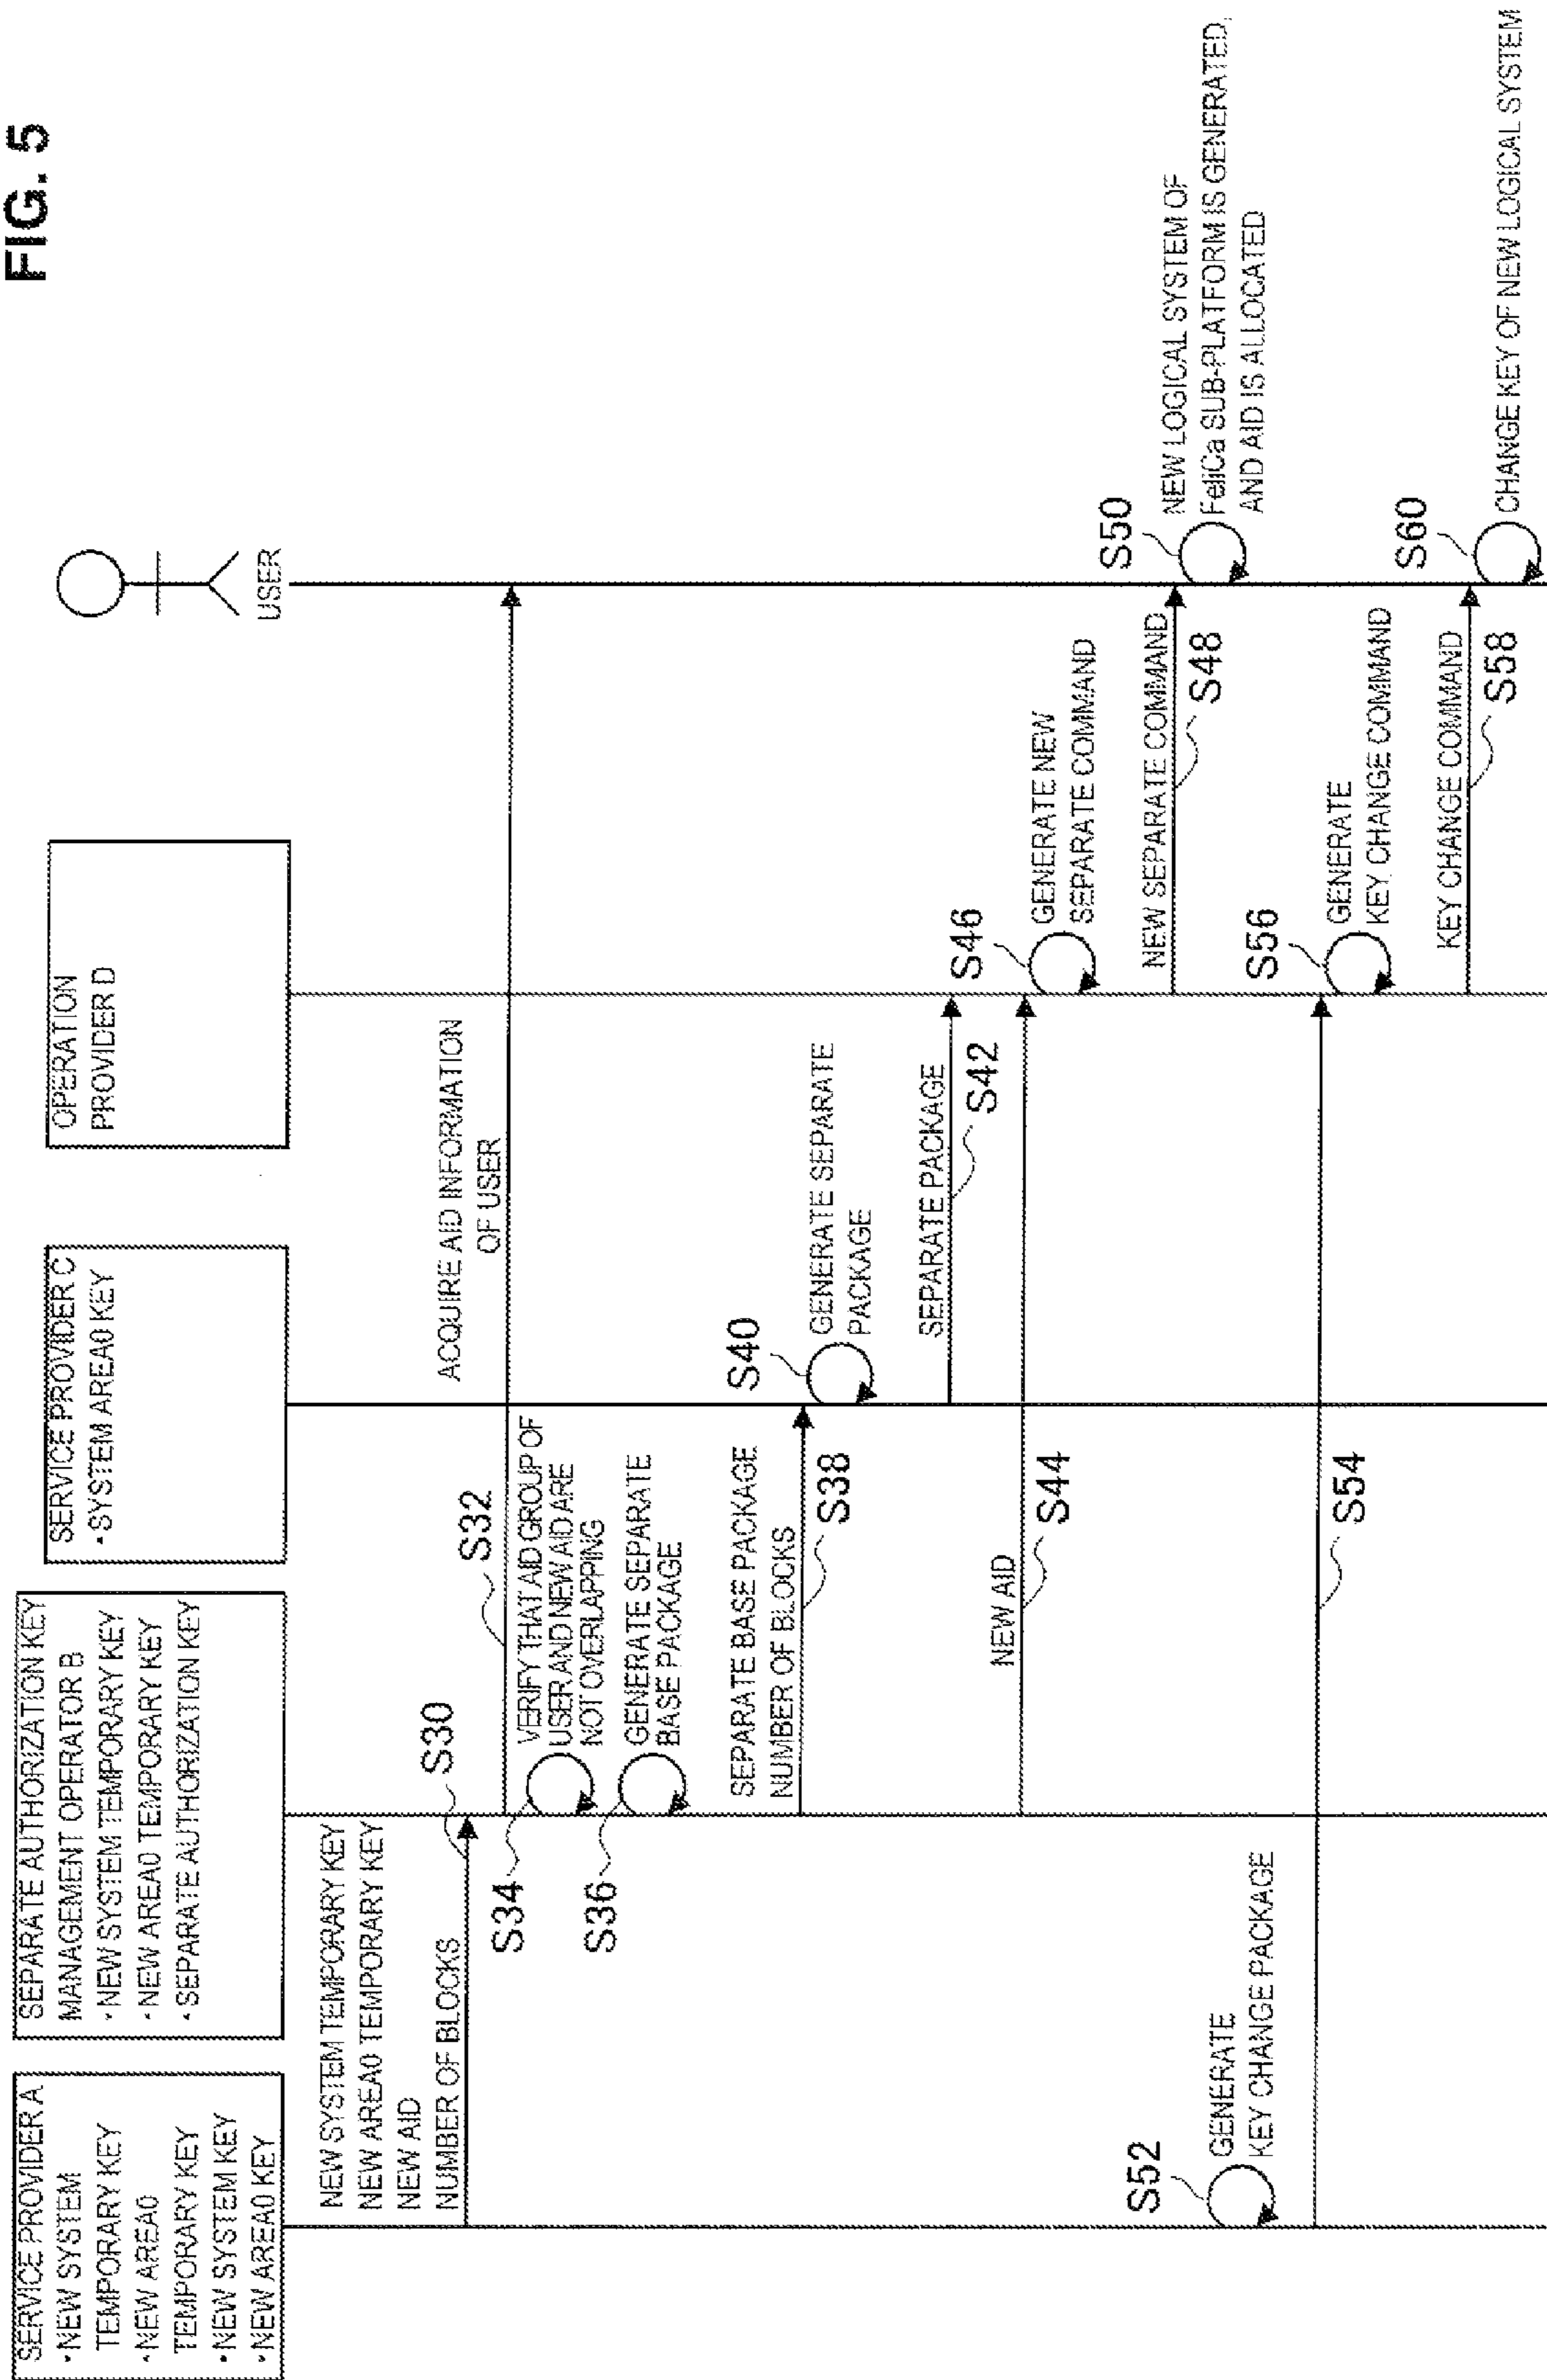 FIG. 5
SERVICE PROVIDER A
・NEW SYSTEM
TEMPORARY KEY
・NEW AREA0
TEMPORARY KEY
・NEW SYSTEM KEY
・NEW AREA0 KEY
SEPARATE AUTHORIZATION KEY
MANAGEMENT OPERATOR B
・NEW SYSTEM TEMPORARY KEY
・NEW AREA0 TEMPORARY KEY
・SEPARATE AUTHORIZATION KEY
SERVICE PROVIDER C
・SYSTEM AREA0 KEY
OPERATION
PROVIDER D
USER
NEW SYSTEM TEMPORARY KEY
NEW AREA0 TEMPORARY KEY
NEW AID
NUMBER OF BLOCKS
S30
S32
ACQUIRE AID INFORMATION
OF USER
S34
VERIFY THAT AID GROUP OF
USER AND NEW AID ARE
NOT OVERLAPPING
S36
GENERATE SEPARATE
BASE PACKAGE
SEPARATE BASE PACKAGE
NUMBER OF BLOCKS
S38
S40
GENERATE SEPARATE
PACKAGE
SEPARATE PACKAGE
S42
NEW AID
S44
S46
GENERATE NEW
SEPARATE COMMAND
NEW SEPARATE COMMAND
S48
S50
NEW LOGICAL SYSTEM OF
FeliCa SUB-PLATFORM IS GENERATED,
AND AID IS ALLOCATED
S52
GENERATE
KEY CHANGE PACKAGE
S54
S56
GENERATE
KEY CHANGE COMMAND
KEY CHANGE COMMAND
S58
S60
CHANGE KEY OF NEW LOGICAL SYSTEM